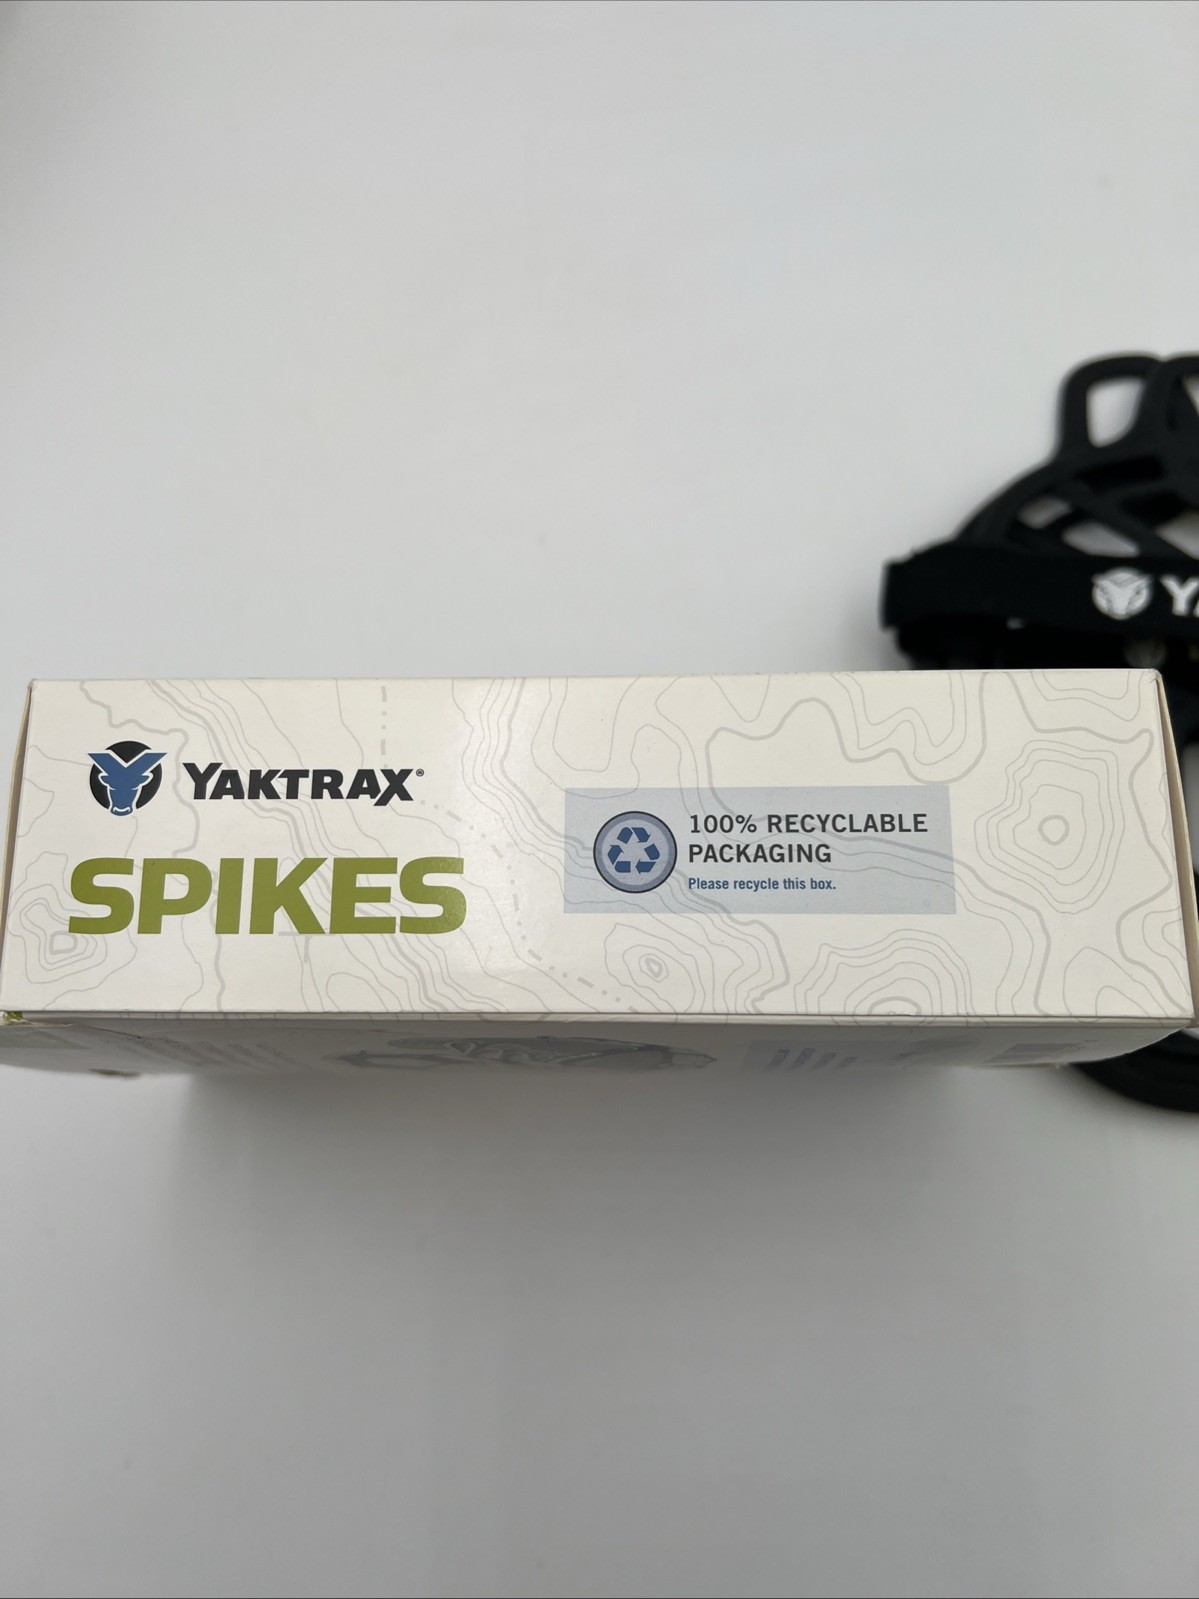 YAKTRAX®
SPIKES
100% RECYCLABLE
PACKAGING
Please recycle this box.